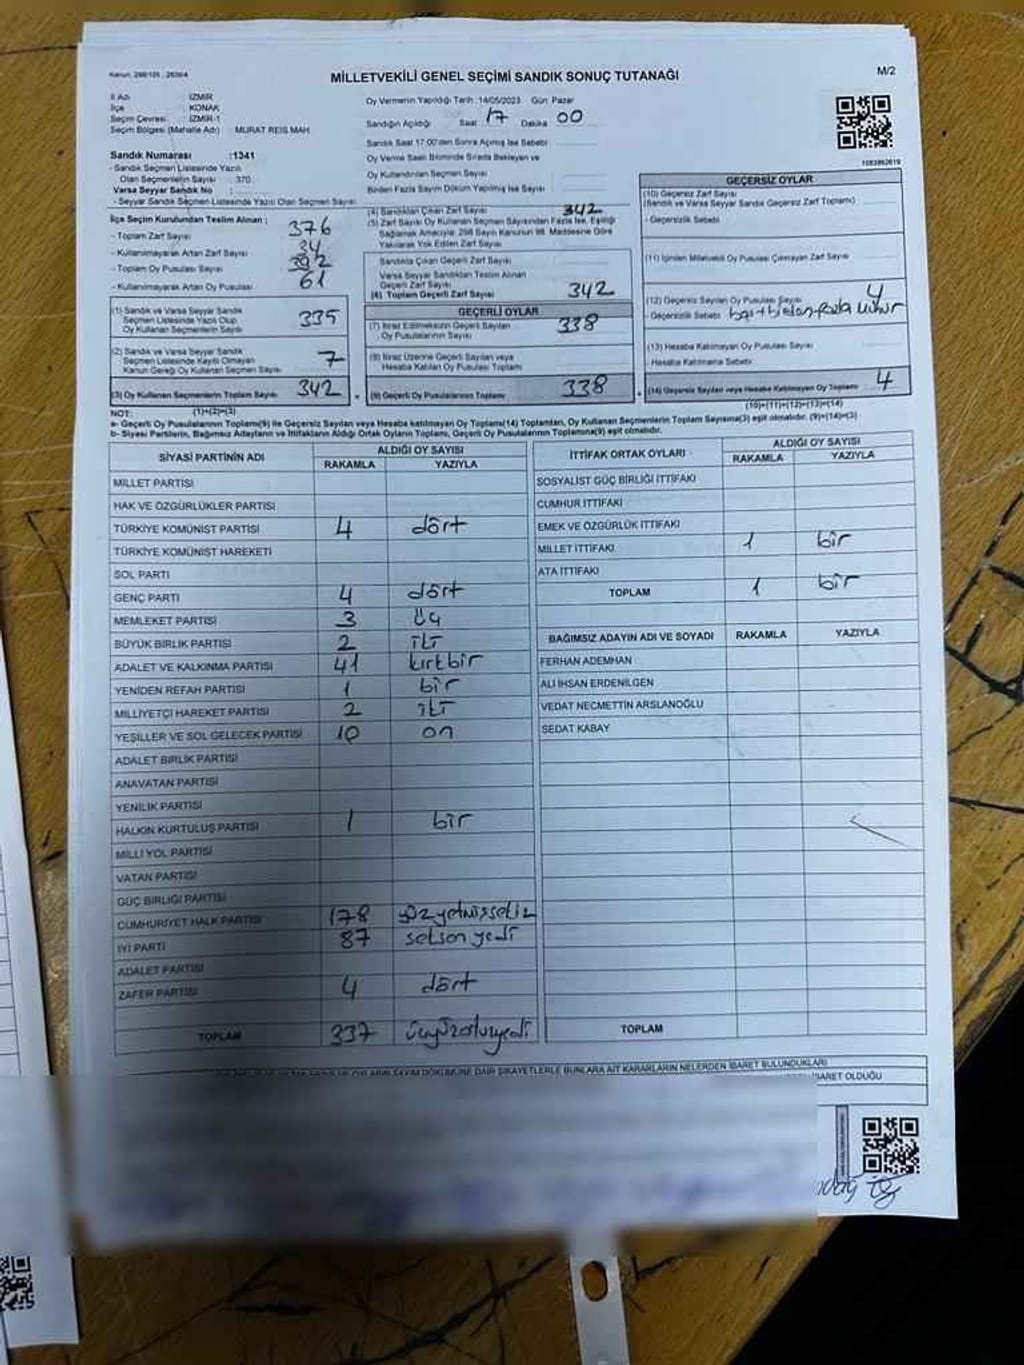 Kanun, 298/105 , 2839/4
MİLLETVEKİLİ GENEL SEÇİMİ SANDIK SONUÇ TUTANAĞI
M/2
İl Adı : İZMİR
İlçe : KONAK
Seçim Çevresi : İZMİR-1
Seçim Bölgesi (Mahalle Adı) : MURAT REİS MAH
Sandık Numarası :1341
- Sandık Seçmen Listesinde Yazılı
Olan Seçmenlerin Sayısı : 370
Varsa Seyyar Sandık No :
- Seyyar Sandık Seçmen Listesinde Yazılı Olan Seçmen Sayısı :
Oy Vermenin Yapıldığı Tarih :14/05/2023 Gün Pazar
Sandığın Açıldığı Saat 17 Dakika 00
Sandık Saat 17.00'den Sonra Açılmış İse Sebebi
Oy Verme Saati Bitiminde Sırada Bekleyen ve
Oy Kullandırılan Seçmen Sayısı
Birden Fazla Sayım Döküm Yapılmış İse Sayısı
İlçe Seçim Kurulundan Teslim Alınan :
- Toplam Zarf Sayısı 376
- Kullanılmayarak Artan Zarf Sayısı 34
- Toplam Oy Pusulası Sayısı
- Kullanılmayarak Artan Oy Pusulası 61
(1) Sandık ve Varsa Seyyar Sandık
Seçmen Listesinde Yazılı Olup
Oy Kullanan Seçmenlerin Sayısı 335
(2) Sandık ve Varsa Seyyar Sandık
Seçmen Listesinde Kayıtlı Olmayan
Kanun Gereği Oy Kullanan Seçmen Sayısı 7
(3) Oy Kullanan Seçmenlerin Toplam Sayısı 342
(1)+(2)=(3)
(4) Sandıktan Çıkan Zarf Sayısı 342
(5) Zarf Sayısı Oy Kullanan Seçmen Sayısından Fazla İse, Eşitliği
Sağlamak Amacıyla, 298 Sayılı Kanunun 98. Maddesine Göre
Yakılarak Yok Edilen Zarf Sayısı
Sandıkta Çıkan Geçerli Zarf Sayısı
Varsa Seyyar Sandıktan Teslim Alınan
Geçerli Zarf Sayısı
(6) Toplam Geçerli Zarf Sayısı 342
GEÇERLİ OYLAR
(7) İtiraz Edilmeksizin Geçerli Sayılan
Oy Pusulalarının Sayısı 338
(8) İtiraz Üzerine Geçerli Sayılan veya
Hesaba Katılan Oy Pusulası Toplamı
(9) Geçerli Oy Pusulalarının Toplamı 338
1083862619
GEÇERSİZ OYLAR
(10) Geçersiz Zarf Sayısı
(Sandık ve Varsa Seyyar Sandık Geçersiz Zarf Toplamı)
- Geçersizlik Sebebi
(11) İçinden Milletvekili Oy Pusulası Çıkmayan Zarf Sayısı
(12) Geçersiz Sayılan Oy Pusulası Sayısı 4
- Geçersizlik Sebebi
(13) Hesaba Katılmayan Oy Pusulası Sayısı
- Hesaba Katılmama Sebebi
(14) Geçersiz Sayılan veya Hesaba Katılmayan Oy Toplamı 4
(10)+(11)+(12)+(13)=(14)
NOT:
a- Geçerli Oy Pusulalarının Toplamı(9) ile Geçersiz Sayılan veya Hesaba katılmayan Oy Toplamı(14) Toplamları, Oy Kullanan Seçmenlerin Toplam Sayısına(3) eşit olmalıdır. (9)+(14)=(3)
b- Siyasi Partilerin, Bağımsız Adayların ve İttifakların Aldığı Ortak Oyların Toplamı, Geçerli Oy Pusulalarının Toplamına(9) eşit olmalıdır.
SİYASİ PARTİNİN ADI ALDIĞI OY SAYISI
RAKAMLA YAZIYLA
MİLLET PARTİSİ
HAK VE ÖZGÜRLÜKLER PARTİSİ
TÜRKİYE KOMÜNİST PARTİSİ 4 dört
TÜRKİYE KOMÜNİST HAREKETİ
SOL PARTİ
GENÇ PARTİ 4 dört
MEMLEKET PARTİSİ 3 üç
BÜYÜK BİRLİK PARTİSİ 2 iki
ADALET VE KALKINMA PARTİSİ 41 kırkbir
YENİDEN REFAH PARTİSİ 1 bir
MİLLİYETÇİ HAREKET PARTİSİ 2 iki
YEŞİLLER VE SOL GELECEK PARTİSİ 10 on
ADALET BİRLİK PARTİSİ
ANAVATAN PARTİSİ
YENİLİK PARTİSİ
HALKIN KURTULUŞ PARTİSİ 1 bir
MİLLİ YOL PARTİSİ
VATAN PARTİSİ
GÜÇ BİRLİĞİ PARTİSİ
CUMHURİYET HALK PARTİSİ 178 yüzyetmişsekiz
İYİ PARTİ 87 seksen yedi
ADALET PARTİSİ
ZAFER PARTİSİ 4 dört
TOPLAM 337 üçyüzotuzyedi
İTTİFAK ORTAK OYLARI ALDIĞI OY SAYISI
RAKAMLA YAZIYLA
SOSYALİST GÜÇ BİRLİĞİ İTTİFAKI
CUMHUR İTTİFAKI
EMEK VE ÖZGÜRLÜK İTTİFAKI
MİLLET İTTİFAKI 1 bir
ATA İTTİFAKI
TOPLAM 1 bir
BAĞIMSIZ ADAYIN ADI VE SOYADI RAKAMLA YAZIYLA
FERHAN ADEMHAN
ALİ İHSAN ERDENİLGEN
VEDAT NECMETTİN ARSLANOĞLU
SEDAT KABAY
TOPLAM
SAYIM DÖKÜMÜNE DAİR ŞİKAYETLERLE BUNLARA AİT KARARLARIN NELERDEN İBARET BULUNDUKLARI
İBARET OLDUĞU